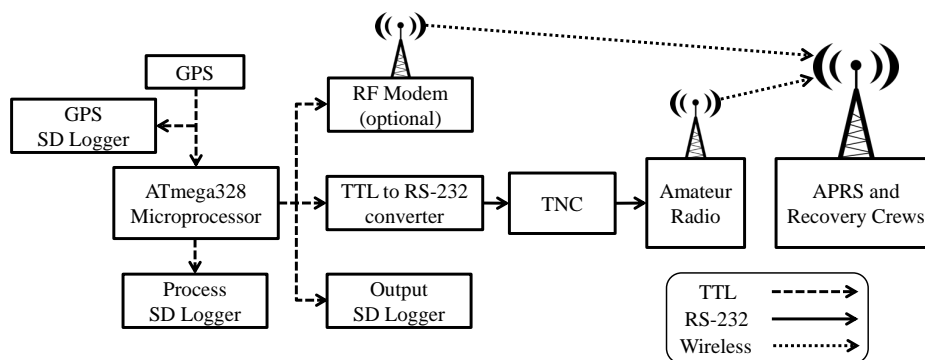 GPS
GPS
SD Logger
RF Modem
(optional)
ATmega328
Microprocessor
TTL to RS-232
converter
TNC
Amateur
Radio
APRS and
Recovery Crews
Process
SD Logger
Output
SD Logger
TTL
RS-232
Wireless